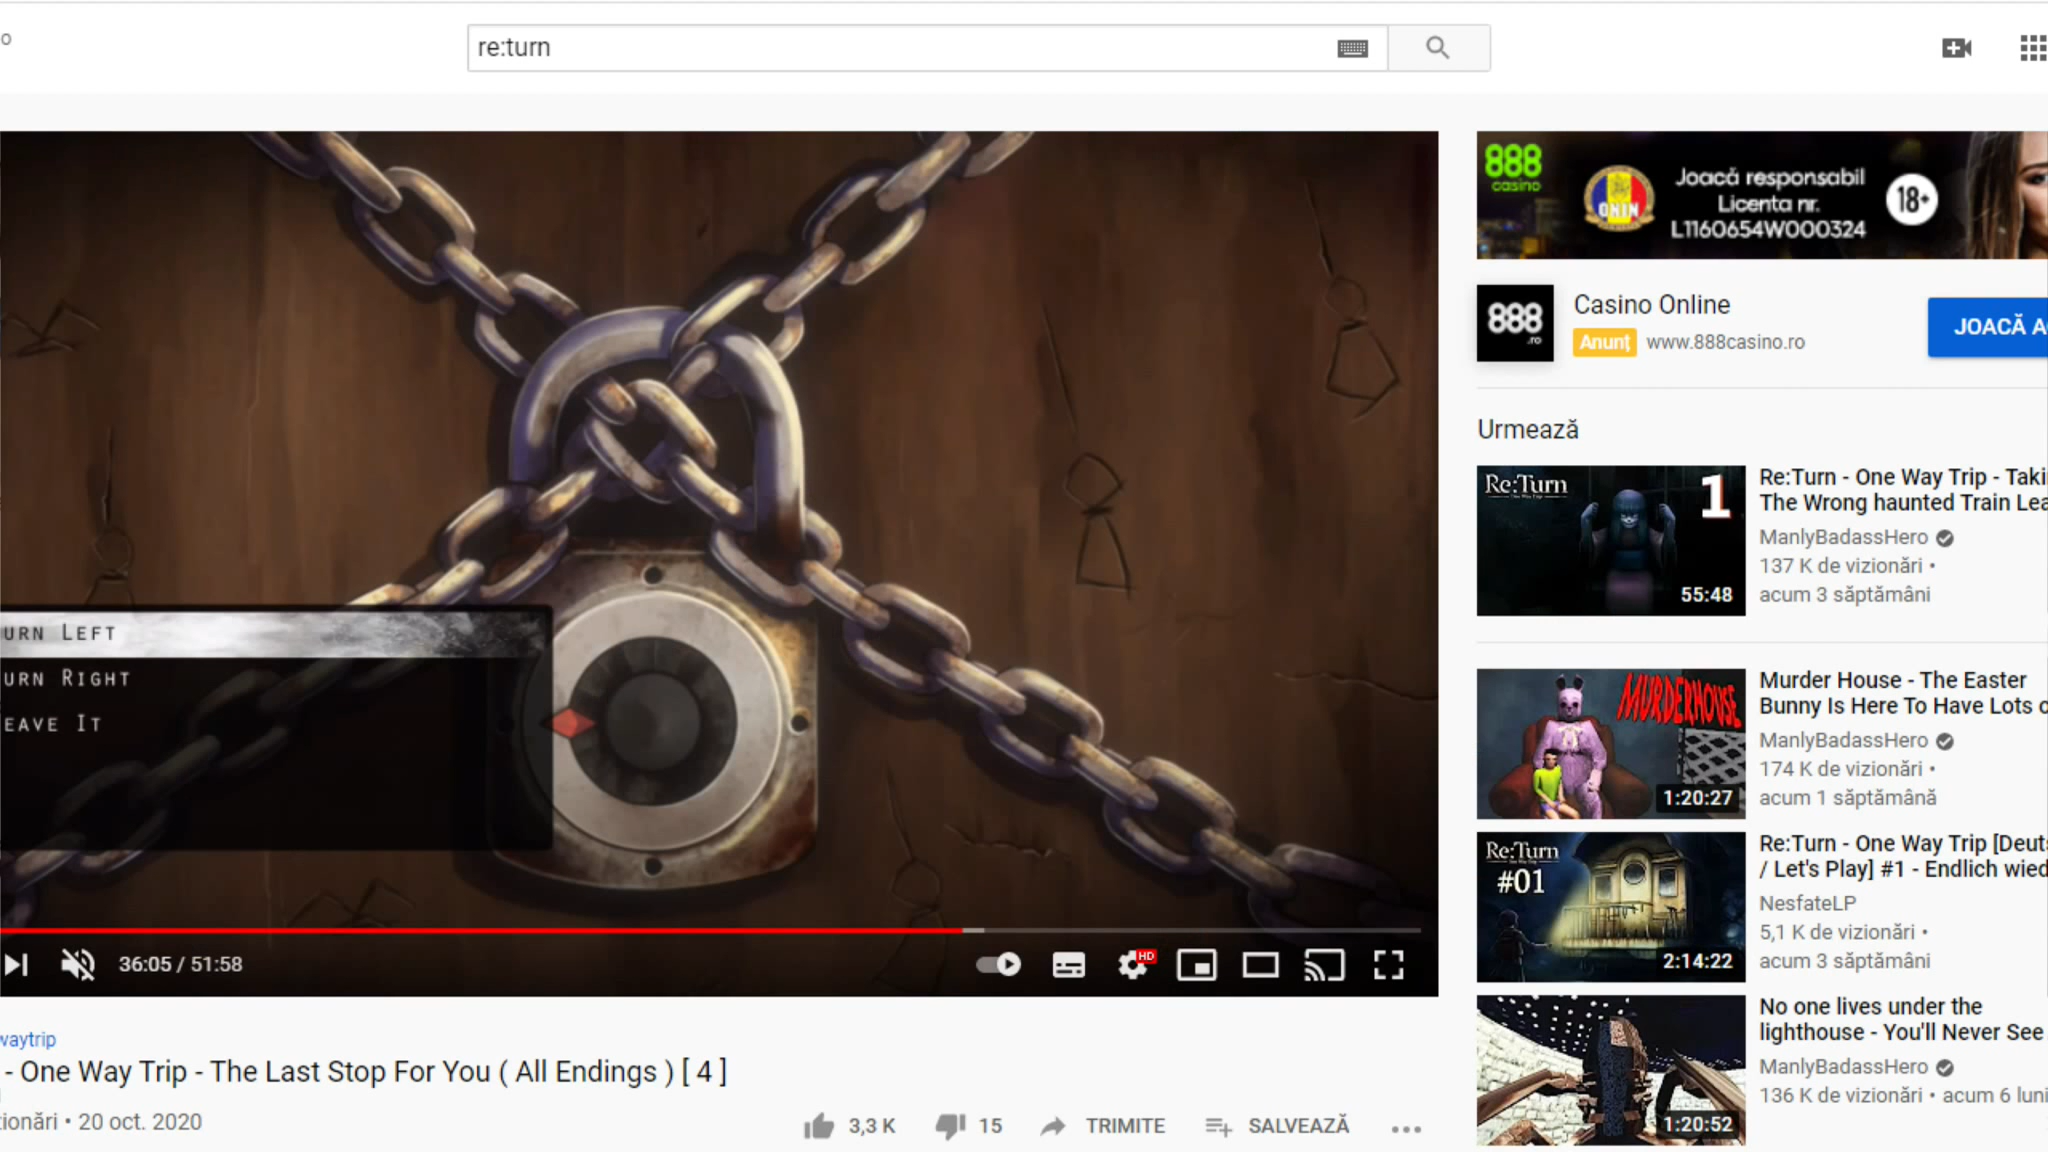 re:turn
URN LEFT
URN RIGHT
EAVE IT
HD
36:05 / 51:58
waytrip
- One Way Trip - The Last Stop For You ( All Endings ) [ 4 ]
ionări • 20 oct. 2020
3,3 K
15
TRIMITE
SALVEAZĂ
888
casino
ONJN
Joacă responsabil
Licenta nr.
L1160654W000324
18+
888
.ro
Casino Online
Anunț www.888casino.ro
JOACĂ A
Urmează
Re:Turn
1
55:48
Re:Turn - One Way Trip - Taki
The Wrong haunted Train Lea
ManlyBadassHero
137 K de vizionări •
acum 3 săptămâni
MURDERHOUSE
1:20:27
Murder House - The Easter
Bunny Is Here To Have Lots o
ManlyBadassHero
174 K de vizionări •
acum 1 săptămână
Re:Turn
#01
2:14:22
Re:Turn - One Way Trip [Deuts
/ Let's Play] #1 - Endlich wied
NesfateLP
5,1 K de vizionări •
acum 3 săptămâni
1:20:52
No one lives under the
lighthouse - You'll Never See
ManlyBadassHero
136 K de vizionări • acum 6 luni